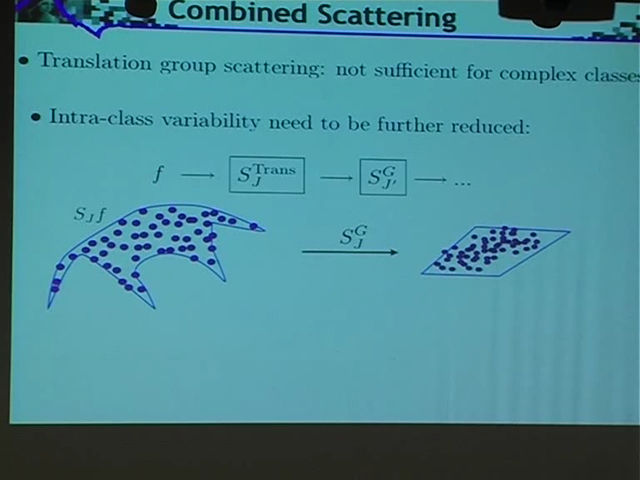 Combined Scattering
• Translation group scattering: not sufficient for complex classes
• Intra-class variability need to be further reduced:
f → S_J^Trans → S_J'^G → ...
S_J f
S_J^G